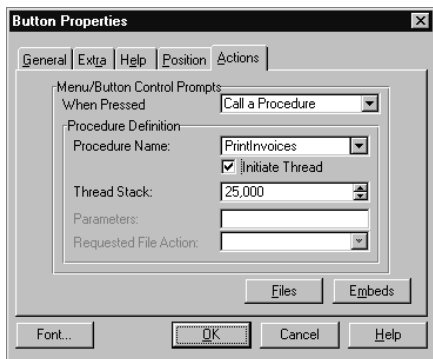 Button Properties
General Extra Help Position Actions
Menu/Button Control Prompts
When Pressed Call a Procedure
Procedure Definition
Procedure Name: PrintInvoices
Initiate Thread
Thread Stack: 25,000
Parameters:
Requested File Action:
Files Embeds
Font... OK Cancel Help